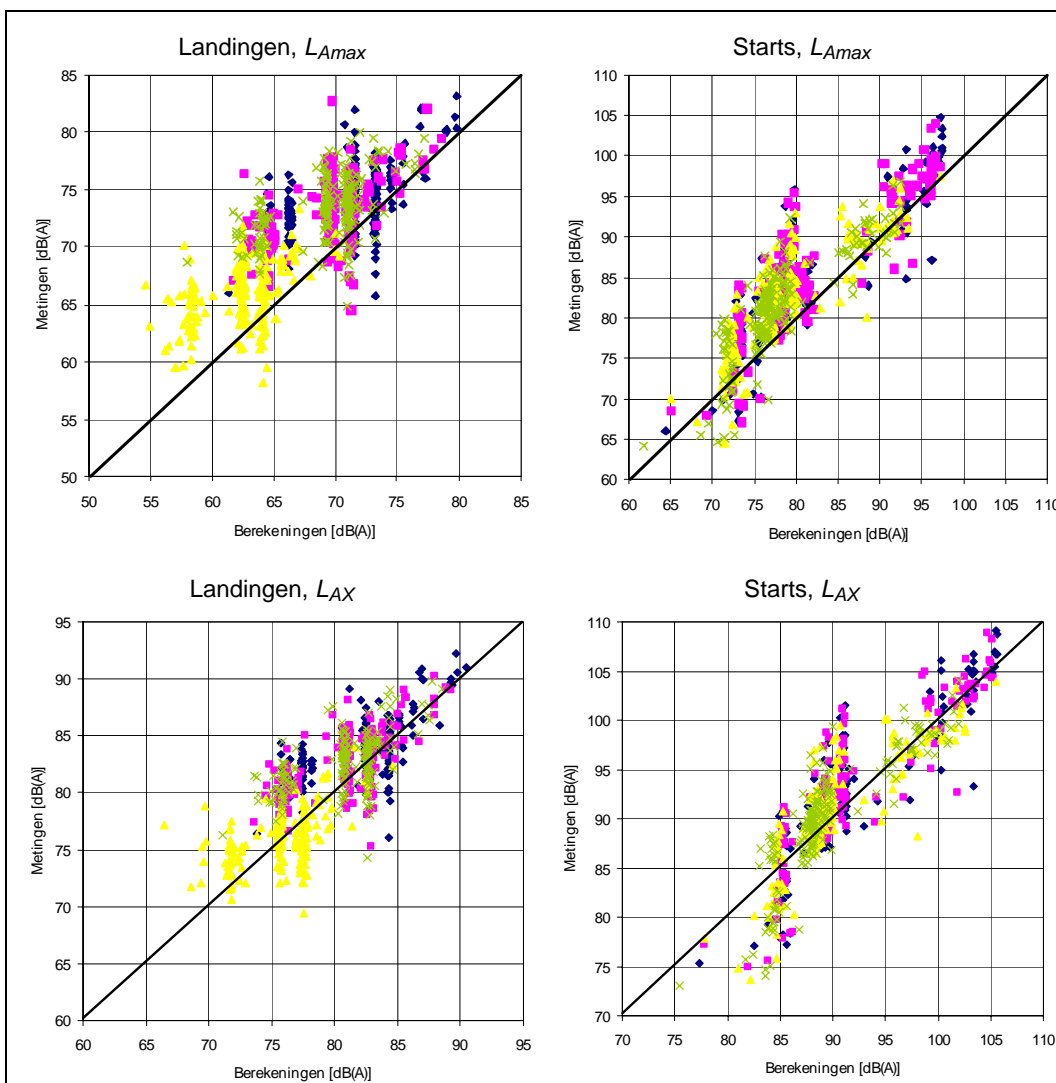 Landingen, LAmax
85
80
75
70
65
60
55
50
Metingen [dB(A)]
50 55 60 65 70 75 80 85
Berekeningen [dB(A)]
Starts, LAmax
110
105
100
95
90
85
80
75
70
65
60
Metingen [dB(A)]
60 65 70 75 80 85 90 95 100 105 110
Berekeningen [dB(A)]
Landingen, LAX
95
90
85
80
75
70
65
60
Metingen [dB(A)]
60 65 70 75 80 85 90 95
Berekeningen [dB(A)]
Starts, LAX
110
105
100
95
90
85
80
75
70
Metingen [dB(A)]
70 75 80 85 90 95 100 105 110
Berekeningen [dB(A)]